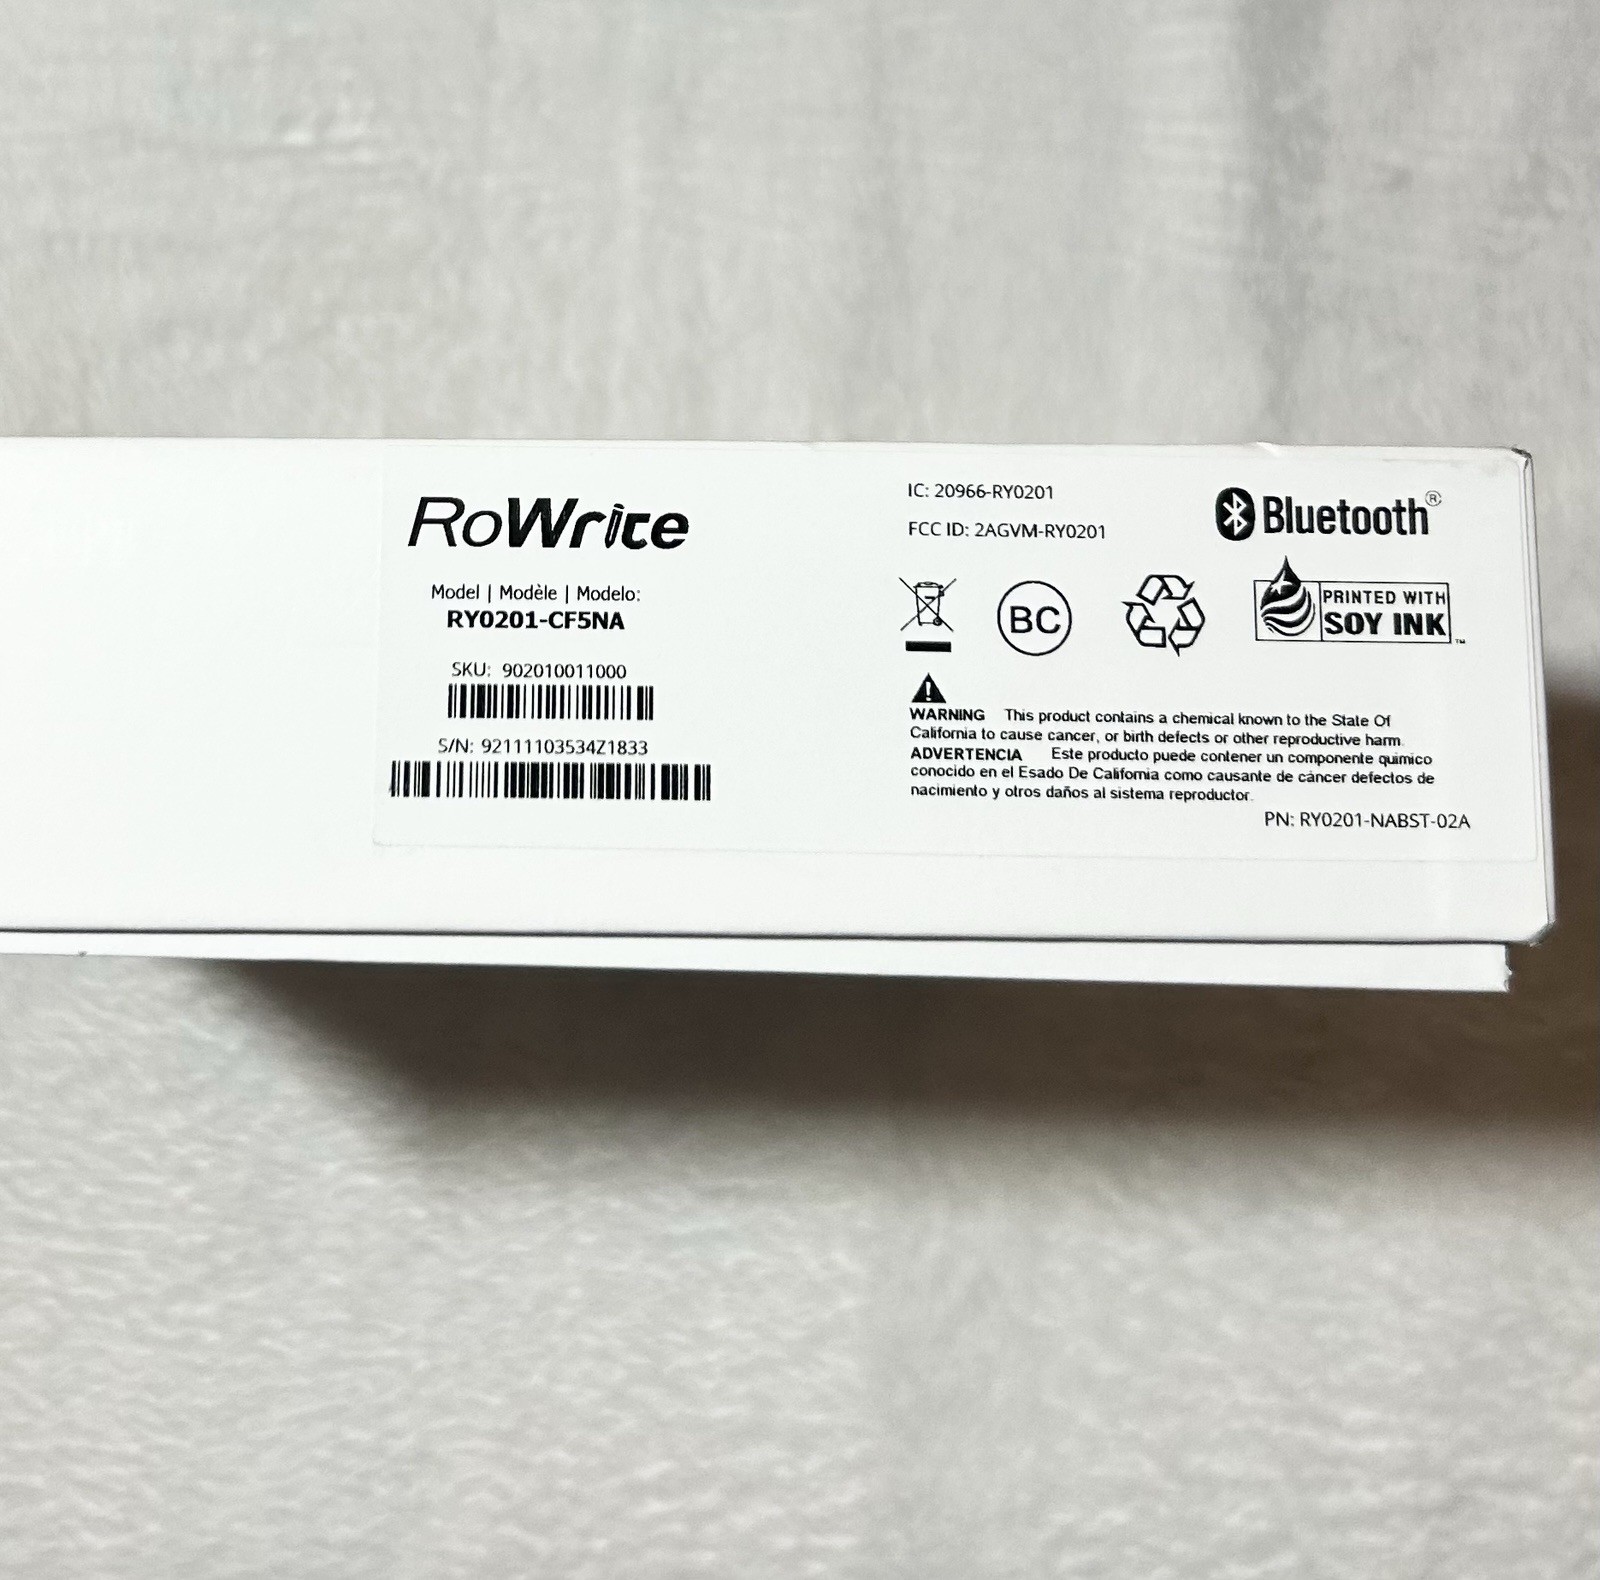 RoWrite
Model | Modèle | Modelo:
RY0201-CF5NA
SKU: 902010011000
S/N: 92111103534Z1833
IC: 20966-RY0201
FCC ID: 2AGVM-RY0201
Bluetooth®
BC
PRINTED WITH
SOY INK™
WARNING This product contains a chemical known to the State Of
California to cause cancer, or birth defects or other reproductive harm.
ADVERTENCIA Este producto puede contener un componente quimico
conocido en el Esado De California como causante de cáncer defectos de
nacimiento y otros daños al sistema reproductor.
PN: RY0201-NABST-02A